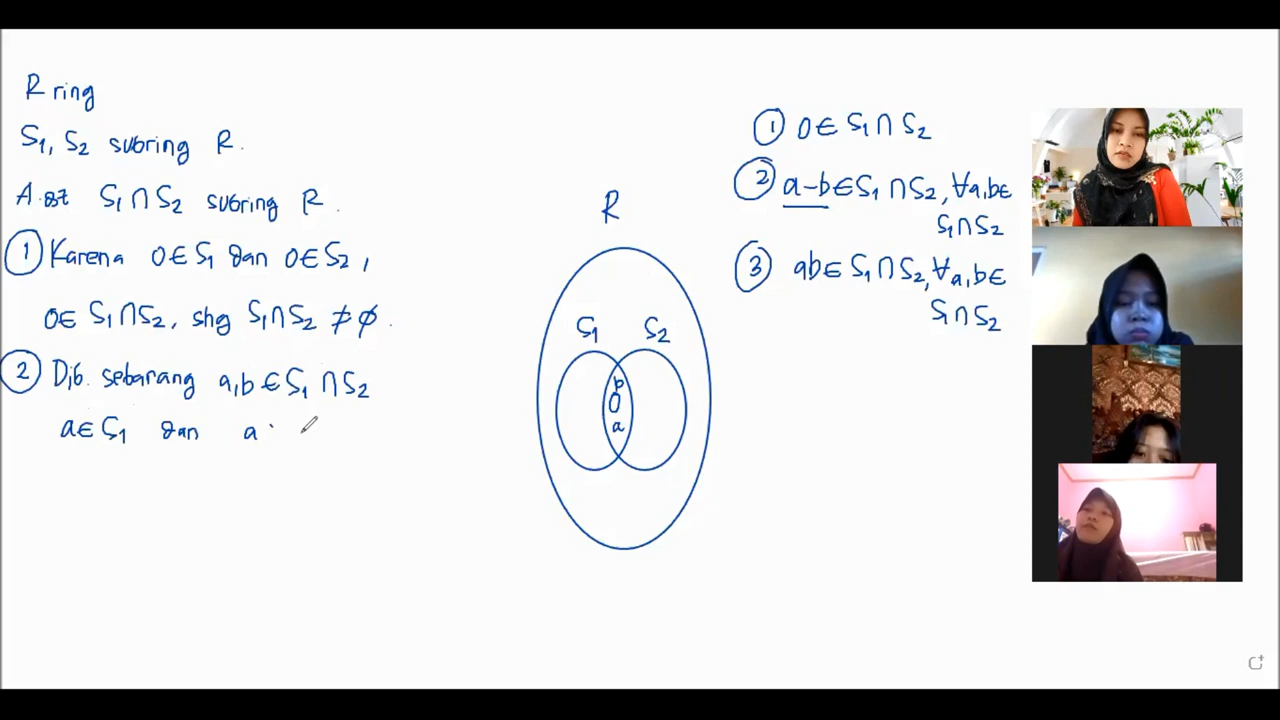 R ring
S₁, S₂ subring R.
A. dst S₁ ∩ S₂ subring R.
① Karena 0 ∈ S₁ dan 0 ∈ S₂,
0 ∈ S₁ ∩ S₂, shg S₁ ∩ S₂ ≠ ∅.
② Dib. sebarang a, b ∈ S₁ ∩ S₂
a ∈ S₁ dan a
R
S₁ S₂
b
0
a
① 0 ∈ S₁ ∩ S₂
② a-b ∈ S₁ ∩ S₂, ∀a,b ∈
S₁ ∩ S₂
③ ab ∈ S₁ ∩ S₂, ∀a,b ∈
S₁ ∩ S₂